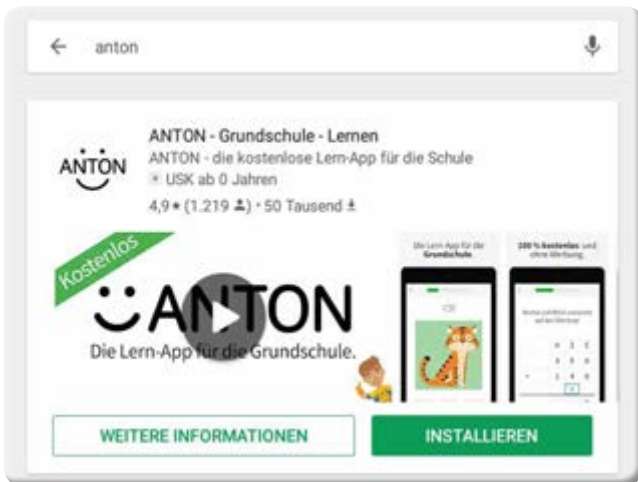 anton
ANTON - Grundschule - Lernen
ANTON - die kostenlose Lern-App für die Schule
USK ab 0 Jahren
4,9 ★ (1.219) • 50 Tausend
ANTON
Kostenlos
ANTON
Die Lern-App für die Grundschule.
Die Lern App für die
Grundschule.
100 % kostenlos und
ohne Werbung.
WEITERE INFORMATIONEN
INSTALLIEREN